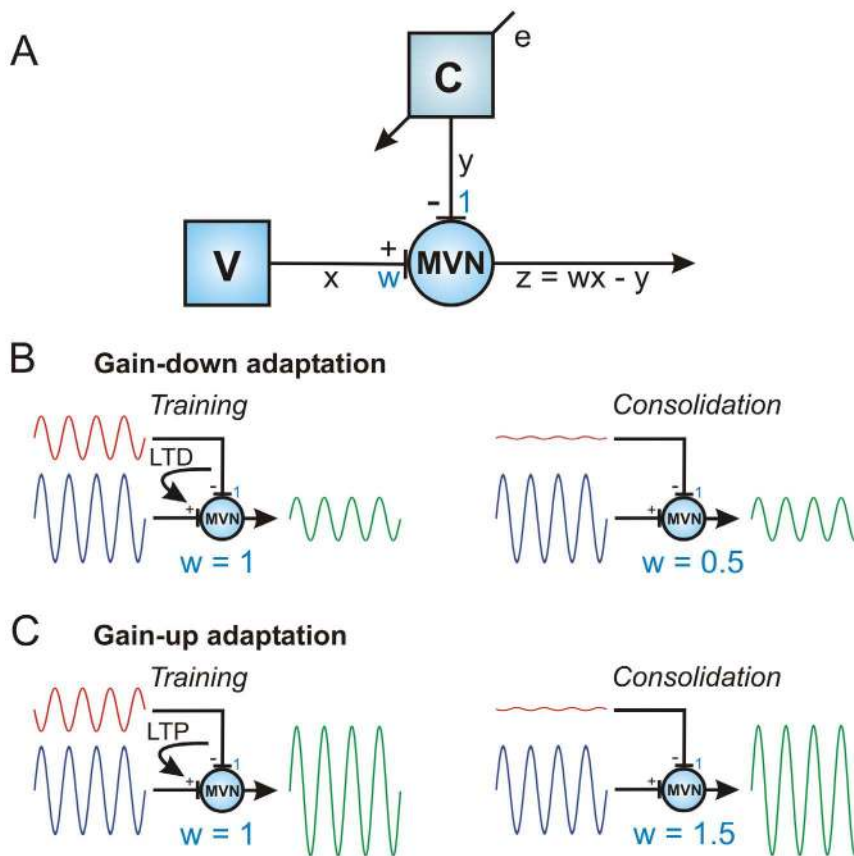 A
e
C
y
- 1
V
+
x
w
MVN
z = wx - y
B Gain-down adaptation
Training Consolidation
LTD
- 1 - 1
+ MVN + MVN
w = 1 w = 0.5
C Gain-up adaptation
Training Consolidation
LTP
- 1 - 1
+ MVN + MVN
w = 1 w = 1.5